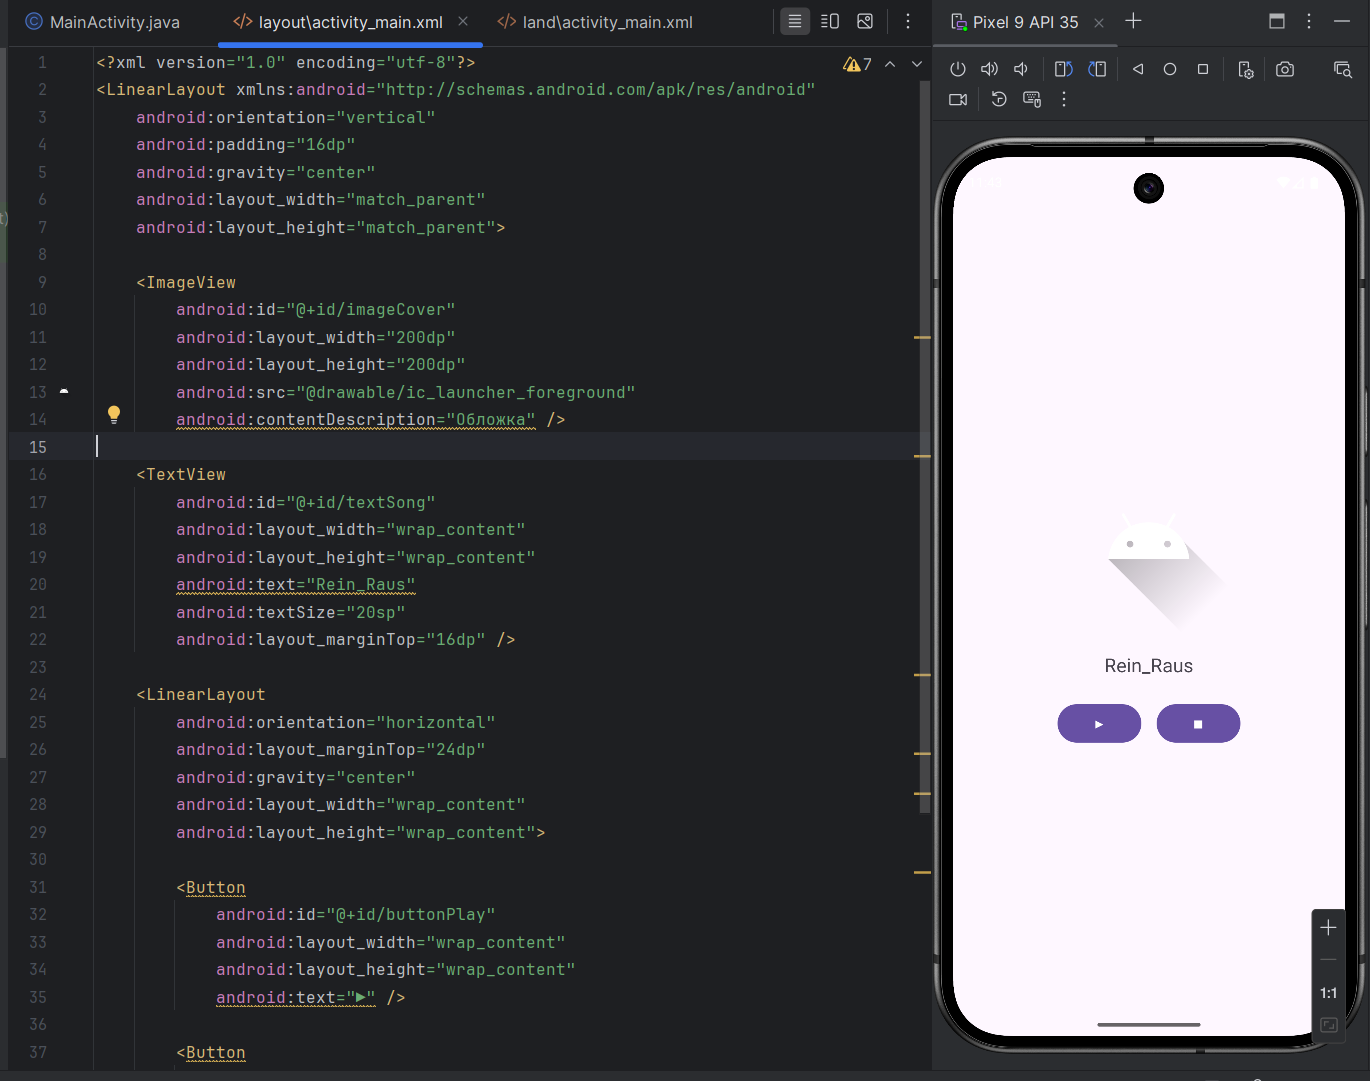 MainActivity.java
layout\activity_main.xml
land\activity_main.xml
Pixel 9 API 35
7
1 <?xml version="1.0" encoding="utf-8"?>
2 <LinearLayout xmlns:android="http://schemas.android.com/apk/res/android"
3 android:orientation="vertical"
4 android:padding="16dp"
5 android:gravity="center"
6 android:layout_width="match_parent"
7 android:layout_height="match_parent">
8
9 <ImageView
10 android:id="@+id/imageCover"
11 android:layout_width="200dp"
12 android:layout_height="200dp"
13 android:src="@drawable/ic_launcher_foreground"
14 android:contentDescription="Обложка" />
15
16 <TextView
17 android:id="@+id/textSong"
18 android:layout_width="wrap_content"
19 android:layout_height="wrap_content"
20 android:text="Rein_Raus"
21 android:textSize="20sp"
22 android:layout_marginTop="16dp" />
23
24 <LinearLayout
25 android:orientation="horizontal"
26 android:layout_marginTop="24dp"
27 android:gravity="center"
28 android:layout_width="wrap_content"
29 android:layout_height="wrap_content">
30
31 <Button
32 android:id="@+id/buttonPlay"
33 android:layout_width="wrap_content"
34 android:layout_height="wrap_content"
35 android:text="▶" />
36
37 <Button
Rein_Raus
1:1